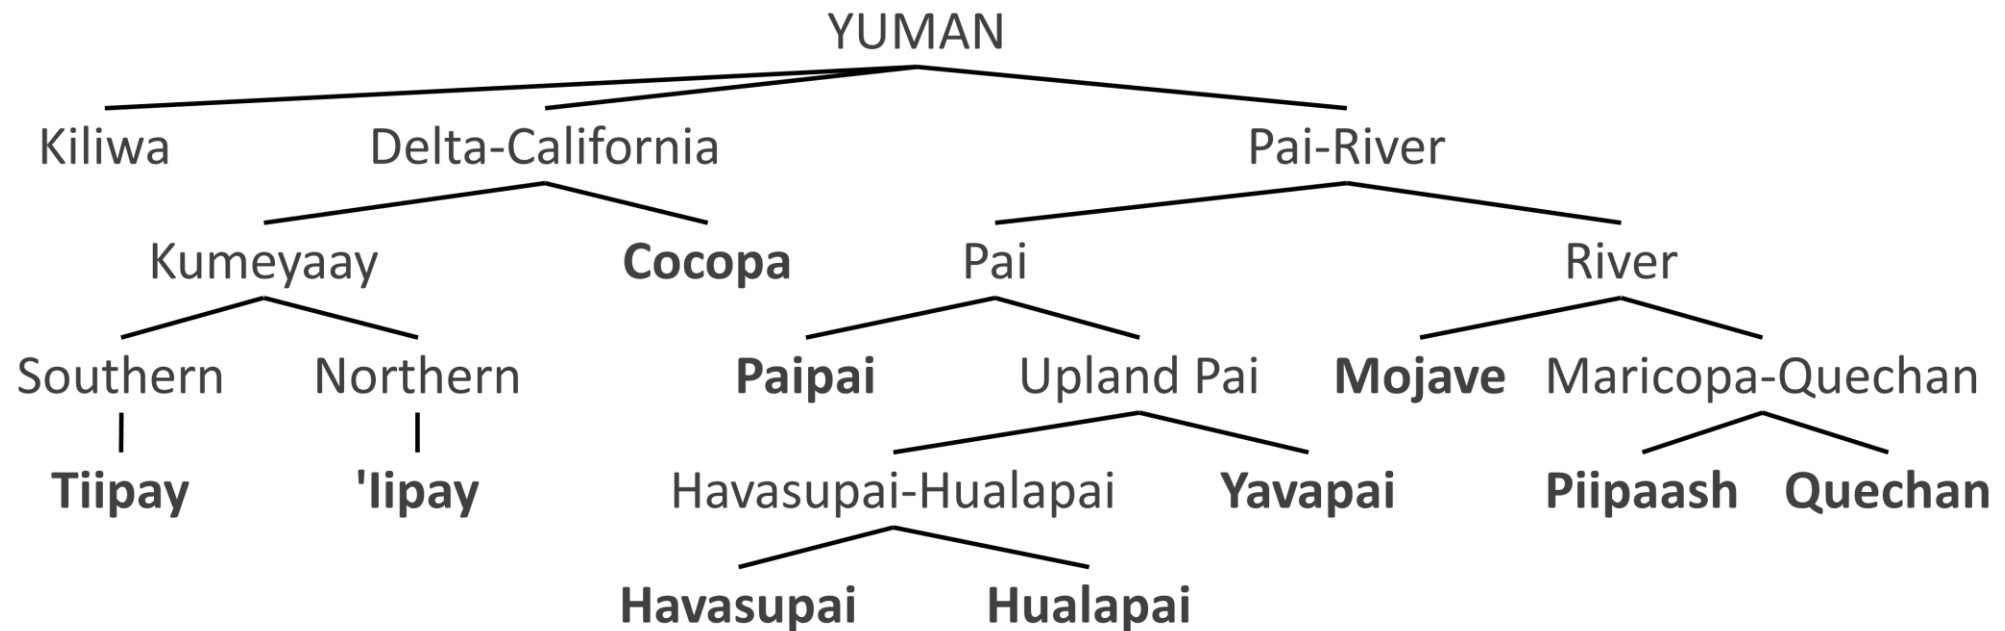 YUMAN
Kiliwa Delta-California Pai-River
Kumeyaay Cocopa Pai River
Southern Northern Paipai Upland Pai Mojave Maricopa-Quechan
Tiipay 'Iipay Havasupai-Hualapai Yavapai Piipaash Quechan
Havasupai Hualapai